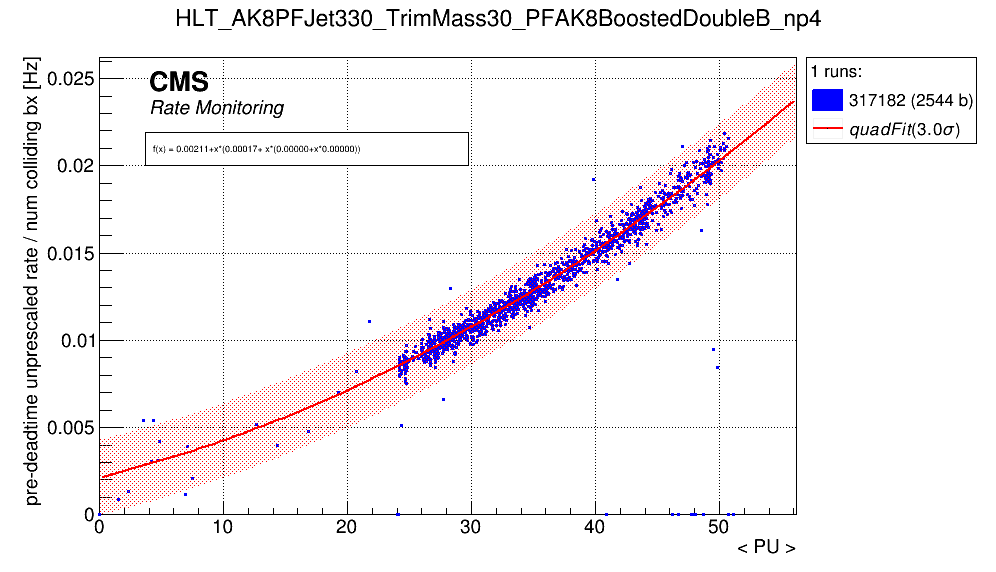 HLT_AK8PFJet330_TrimMass30_PFAK8BoostedDoubleB_np4
pre-deadtime unprescaled rate / num colliding bx [Hz]
0.025
0.02
0.015
0.01
0.005
0
CMS
Rate Monitoring
f(x) = 0.00211+x*(0.00017+ x*(0.00000+x*0.00000))
1 runs:
317182 (2544 b)
quadFit(3.0σ)
0 10 20 30 40 50
< PU >